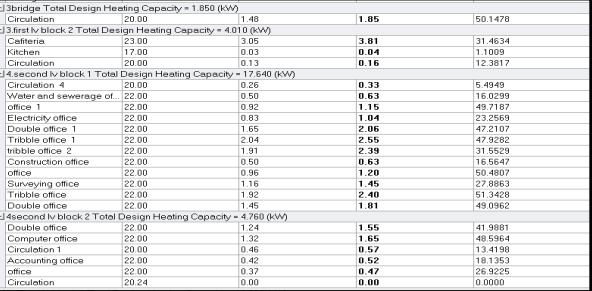 3bridge Total Design Heating Capacity = 1.850 (kW)
Circulation 20.00 1.48 1.85 50.1478
3.first lv block 2 Total Design Heating Capacity = 4.010 (kW)
Cafiteria 23.00 3.05 3.81 31.4634
Kitchen 17.00 0.03 0.04 1.1009
Circulation 20.00 0.13 0.16 12.3817
4.second lv block 1 Total Design Heating Capacity = 17.640 (kW)
Circulation 4 20.00 0.26 0.33 5.4949
Water and sewerage of... 22.00 0.50 0.63 16.0299
office 1 22.00 0.92 1.15 49.7187
Electricity office 22.00 0.83 1.04 23.2569
Double office 1 22.00 1.65 2.06 47.2107
Tribble office 1 22.00 2.04 2.55 47.9282
tribble office 2 22.00 1.91 2.39 31.5529
Construction office 22.00 0.50 0.63 16.5647
office 22.00 0.96 1.20 50.4807
Surveying office 22.00 1.16 1.45 27.8863
Tribble office 22.00 1.92 2.40 51.3428
Double office 22.00 1.45 1.81 49.0962
4second lv block 2 Total Design Heating Capacity = 4.760 (kW)
Double office 22.00 1.24 1.55 41.9881
Computer office 22.00 1.32 1.65 48.5964
Circulation 1 20.00 0.46 0.57 13.4198
Accounting office 22.00 0.42 0.52 18.1353
office 22.00 0.37 0.47 26.9225
Circulation 20.24 0.00 0.00 0.0000